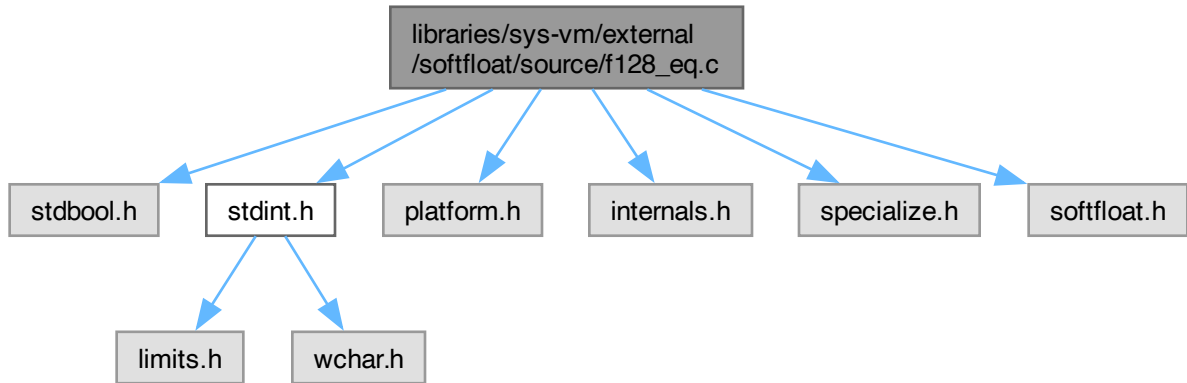 libraries/sys-vm/external
/softfloat/source/f128_eq.c
stdbool.h
stdint.h
platform.h
internals.h
specialize.h
softfloat.h
limits.h
wchar.h